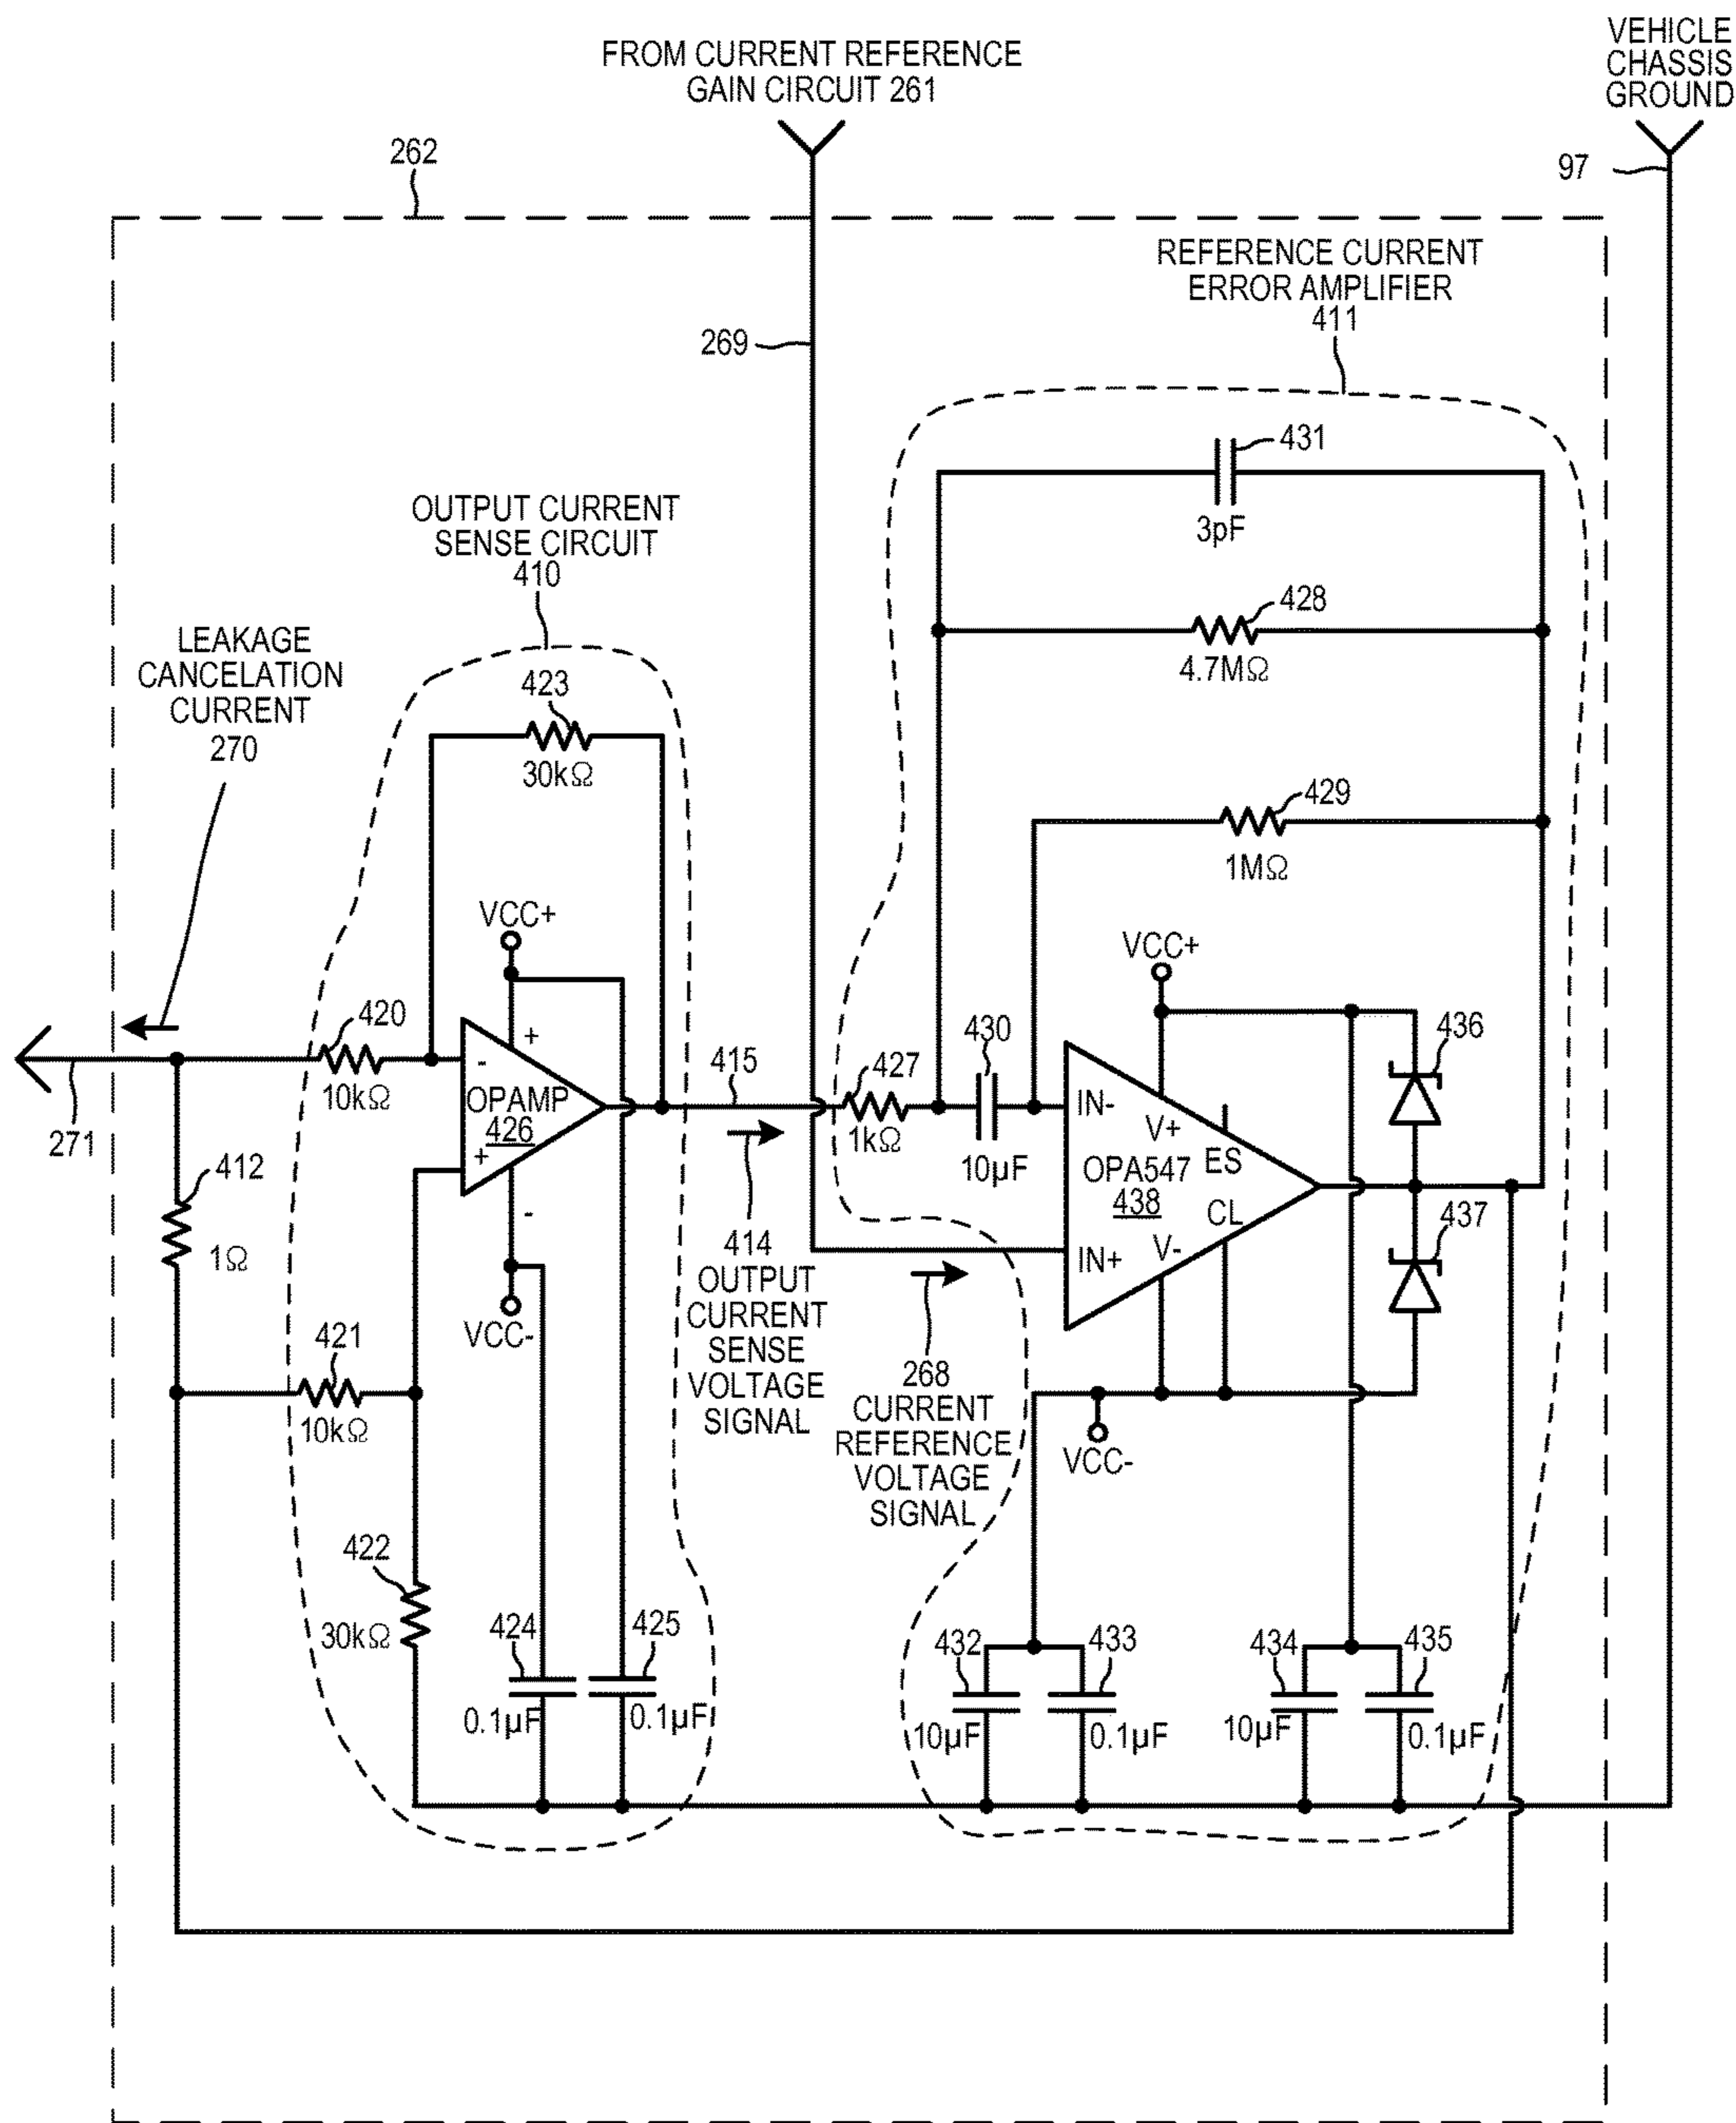 FROM CURRENT REFERENCE
GAIN CIRCUIT 261
VEHICLE
CHASSIS
GROUND
97
262
REFERENCE CURRENT
ERROR AMPLIFIER
411
269
431
3pF
OUTPUT CURRENT
SENSE CIRCUIT
410
428
4.7MΩ
LEAKAGE
CANCELATION
CURRENT
270
423
30kΩ
429
1MΩ
VCC+
VCC+
420
10kΩ
-
+
OPAMP
426
+
-
VCC-
271
415
427
1kΩ
430
10µF
IN-
V+
ES
OPA547
438
CL
V-
IN+
436
437
412
1Ω
414
OUTPUT
CURRENT
SENSE
VOLTAGE
SIGNAL
421
10kΩ
268
CURRENT
REFERENCE
VOLTAGE
SIGNAL
VCC-
422
30kΩ
424
0.1µF
425
0.1µF
432
10µF
433
0.1µF
434
10µF
435
0.1µF